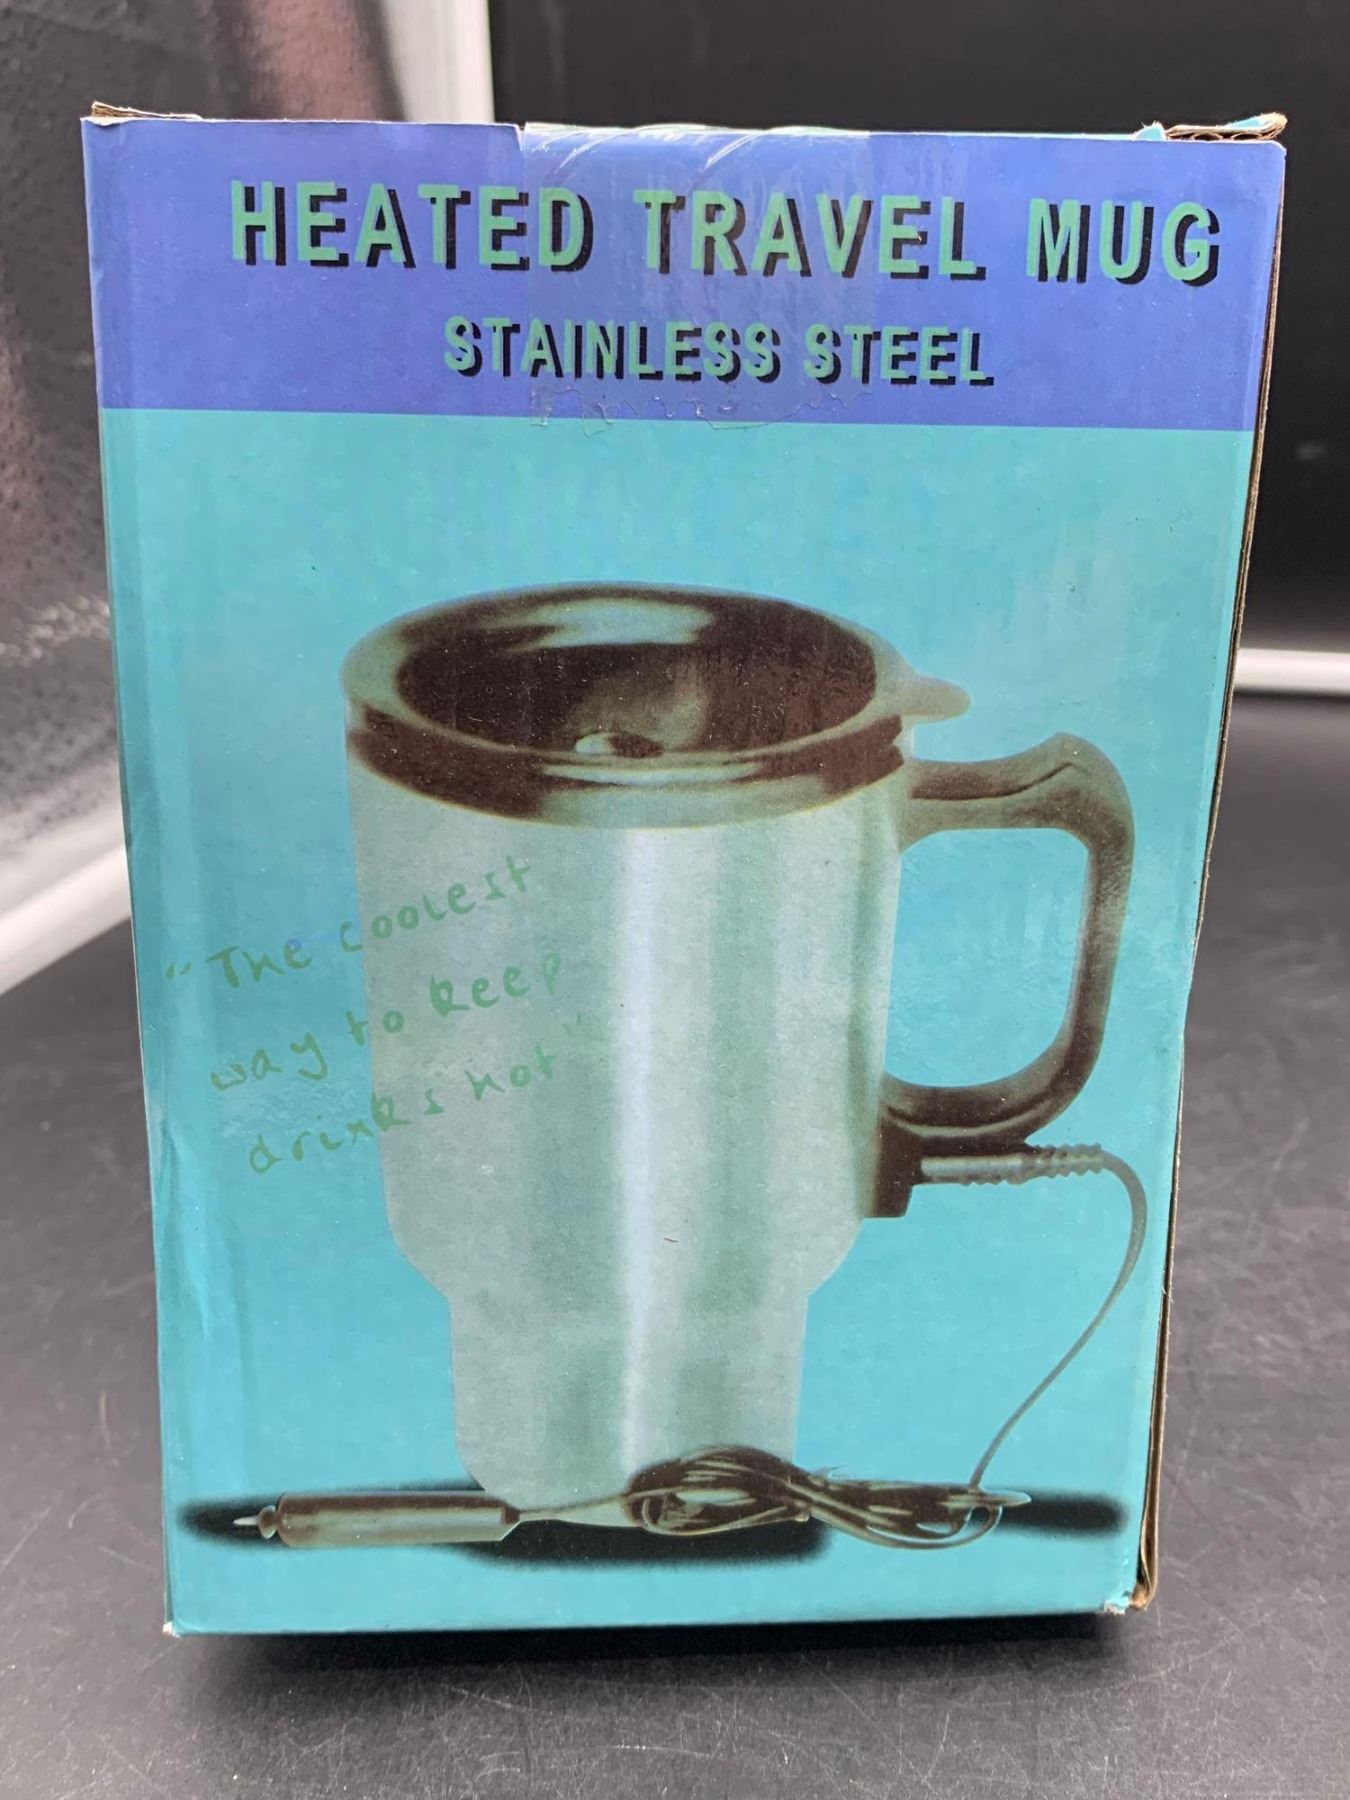 HEATED TRAVEL MUG
STAINLESS STEEL
"The coolest
way to keep
drinks hot"